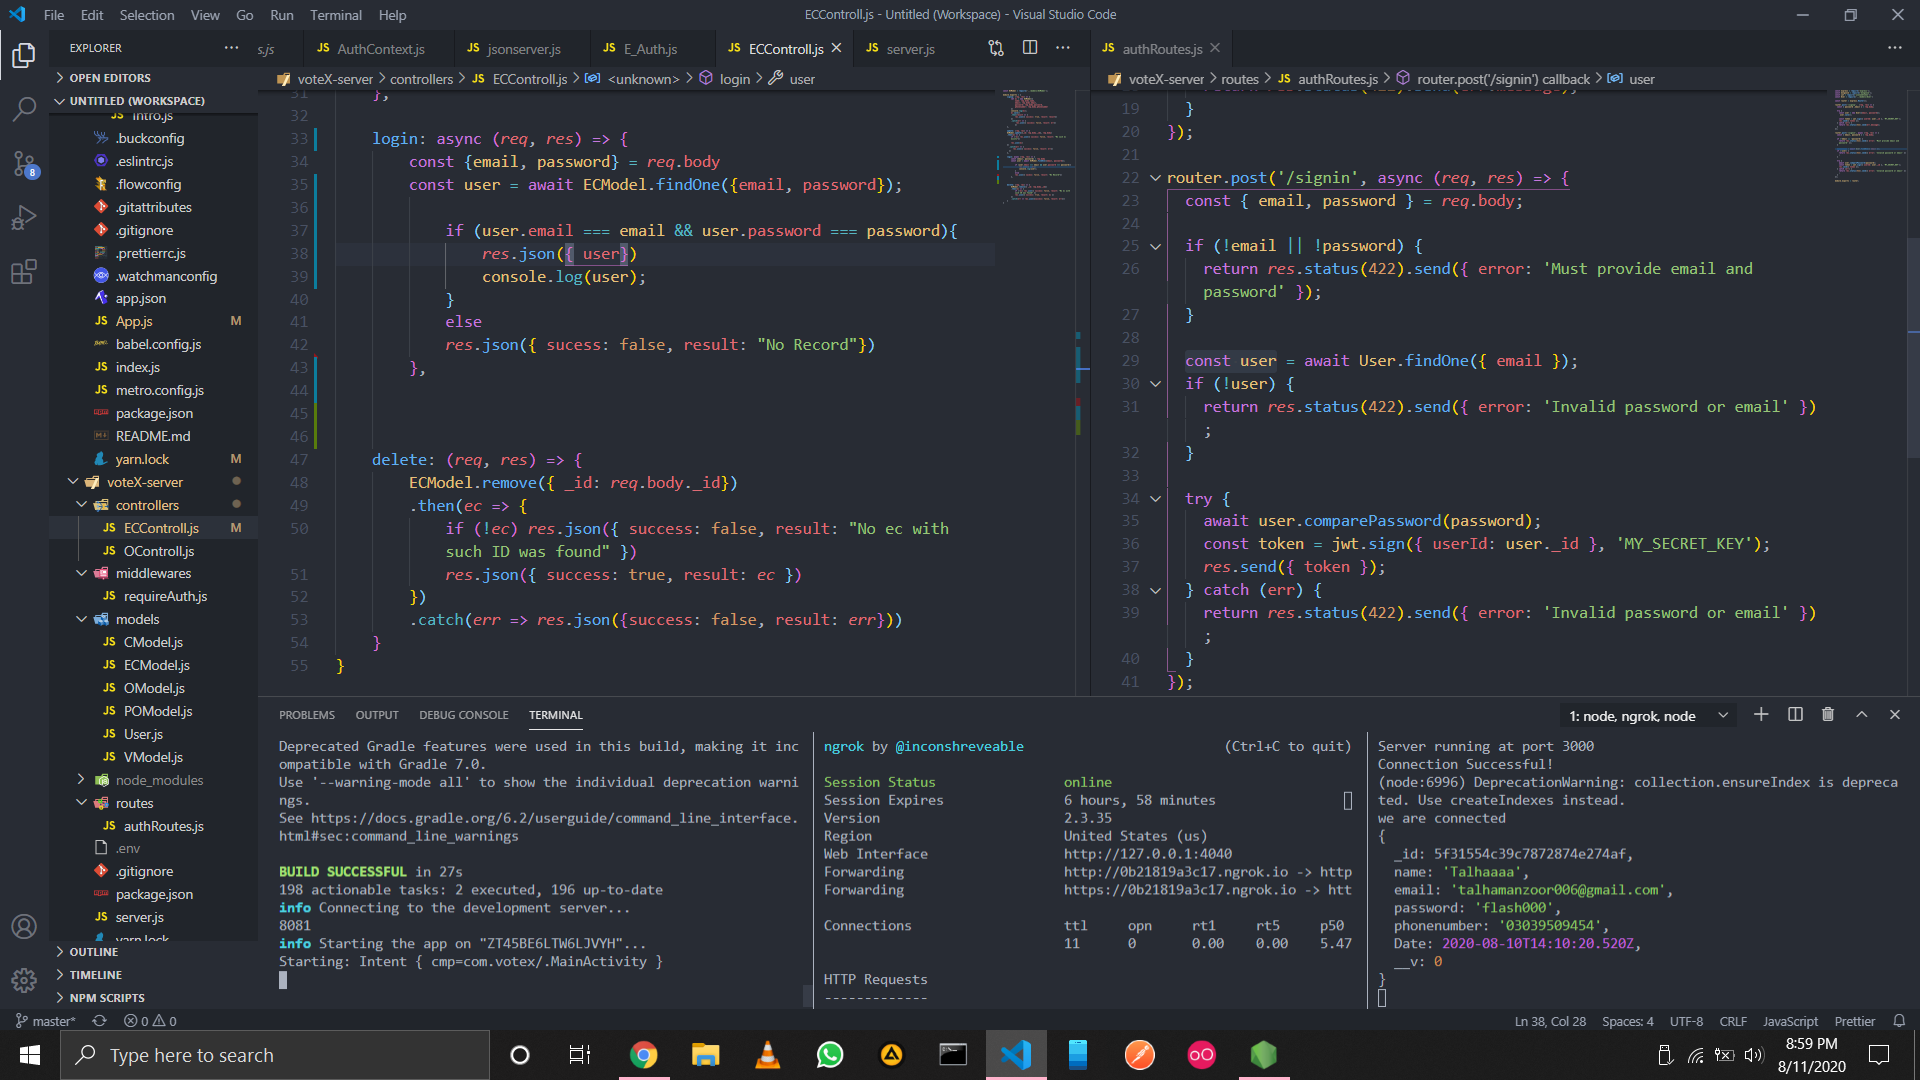 File Edit Selection View Go Run Terminal Help
ECControll.js - Untitled (Workspace) - Visual Studio Code
EXPLORER
OPEN EDITORS
UNTITLED (WORKSPACE)
Intro.js
.buckconfig
.eslintrc.js
.flowconfig
.gitattributes
.gitignore
.prettierrc.js
.watchmanconfig
app.json
App.js M
babel.config.js
index.js
metro.config.js
package.json
README.md
yarn.lock M
voteX-server
controllers
ECControll.js M
OControll.js
middlewares
requireAuth.js
models
CModel.js
ECModel.js
OModel.js
POModel.js
User.js
VModel.js
node_modules
routes
authRoutes.js
.env
.gitignore
package.json
server.js
yarn.lock
OUTLINE
TIMELINE
NPM SCRIPTS
8
s.js JS AuthContext.js JS jsonserver.js JS E_Auth.js JS ECControll.js JS server.js
voteX-server > controllers > JS ECControll.js > <unknown> > login > user
31 },
32
33 login: async (req, res) => {
34 const {email, password} = req.body
35 const user = await ECModel.findOne({email, password});
36
37 if (user.email === email && user.password === password){
38 res.json({ user})
39 console.log(user);
40 }
41 else
42 res.json({ sucess: false, result: "No Record"})
43 },
44
45
46
47 delete: (req, res) => {
48 ECModel.remove({ _id: req.body._id})
49 .then(ec => {
50 if (!ec) res.json({ success: false, result: "No ec with
such ID was found" })
51 res.json({ success: true, result: ec })
52 })
53 .catch(err => res.json({success: false, result: err}))
54 }
55 }
JS authRoutes.js
voteX-server > routes > JS authRoutes.js > router.post('/signin') callback > user
19 }
20 });
21
22 router.post('/signin', async (req, res) => {
23 const { email, password } = req.body;
24
25 if (!email || !password) {
26 return res.status(422).send({ error: 'Must provide email and
password' });
27 }
28
29 const user = await User.findOne({ email });
30 if (!user) {
31 return res.status(422).send({ error: 'Invalid password or email' })
;
32 }
33
34 try {
35 await user.comparePassword(password);
36 const token = jwt.sign({ userId: user._id }, 'MY_SECRET_KEY');
37 res.send({ token });
38 } catch (err) {
39 return res.status(422).send({ error: 'Invalid password or email' })
;
40 }
41 });
PROBLEMS OUTPUT DEBUG CONSOLE TERMINAL
1: node, ngrok, node
Deprecated Gradle features were used in this build, making it inc
ompatible with Gradle 7.0.
Use '--warning-mode all' to show the individual deprecation warni
ngs.
See https://docs.gradle.org/6.2/userguide/command_line_interface.
html#sec:command_line_warnings
BUILD SUCCESSFUL in 27s
198 actionable tasks: 2 executed, 196 up-to-date
info Connecting to the development server...
8081
info Starting the app on "ZT45BE6LTW6LJVYH"...
Starting: Intent { cmp=com.votex/.MainActivity }
ngrok by @inconshreveable (Ctrl+C to quit)
Session Status online
Session Expires 6 hours, 58 minutes
Version 2.3.35
Region United States (us)
Web Interface http://127.0.0.1:4040
Forwarding http://0b21819a3c17.ngrok.io -> http
Forwarding https://0b21819a3c17.ngrok.io -> htt
Connections ttl opn rt1 rt5 p50
11 0 0.00 0.00 5.47
HTTP Requests
-------------
Server running at port 3000
Connection Successful!
(node:6996) DeprecationWarning: collection.ensureIndex is depreca
ted. Use createIndexes instead.
we are connected
{
_id: 5f31554c39c7872874e274af,
name: 'Talhaaaa',
email: 'talhamanzoor006@gmail.com',
password: 'flash000',
phonenumber: '03039509454',
Date: 2020-08-10T14:10:20.520Z,
__v: 0
}
master* 0 0
Ln 38, Col 28 Spaces: 4 UTF-8 CRLF JavaScript Prettier
Type here to search
8:59 PM
8/11/2020